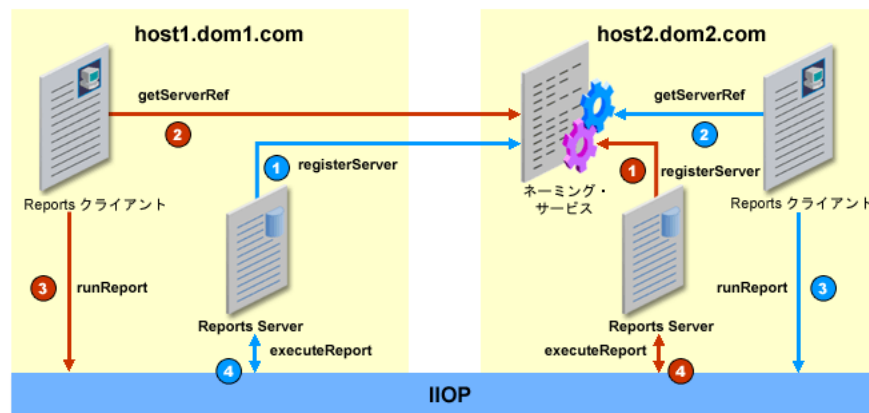 host1.dom1.com
getServerRef
2
1
registerServer
Reports クライアント
3
runReport
Reports Server
4
executeReport
host2.dom2.com
getServerRef
2
1
registerServer
ネーミング・
サービス
Reports クライアント
runReport
3
Reports Server
executeReport
4
IIOP